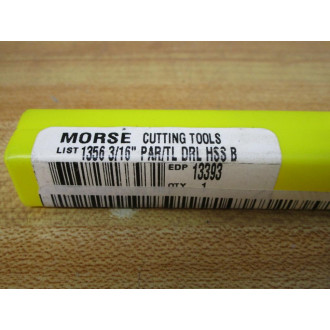 MORSE CUTTING TOOLS
LIST 1356 3/16" PAR/TL DRL HSS B
EDP 13393
QTY 1